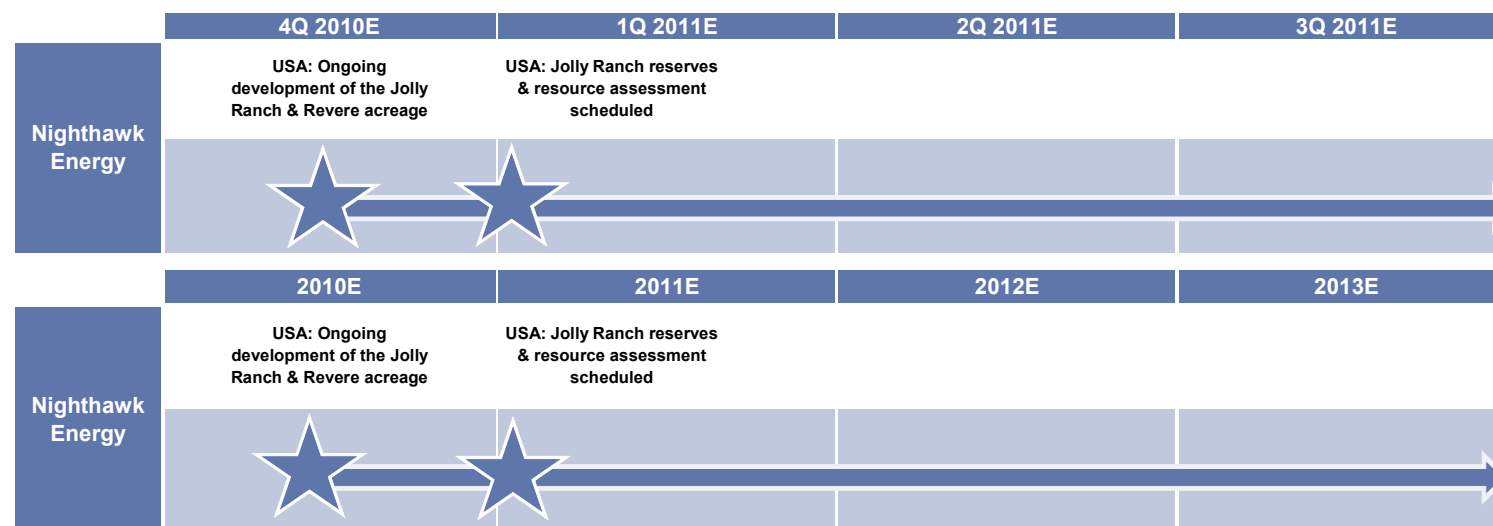 4Q 2010E 1Q 2011E 2Q 2011E 3Q 2011E
USA: Ongoing
development of the Jolly
Ranch & Revere acreage
USA: Jolly Ranch reserves
& resource assessment
scheduled
Nighthawk
Energy
2010E 2011E 2012E 2013E
USA: Ongoing
development of the Jolly
Ranch & Revere acreage
USA: Jolly Ranch reserves
& resource assessment
scheduled
Nighthawk
Energy